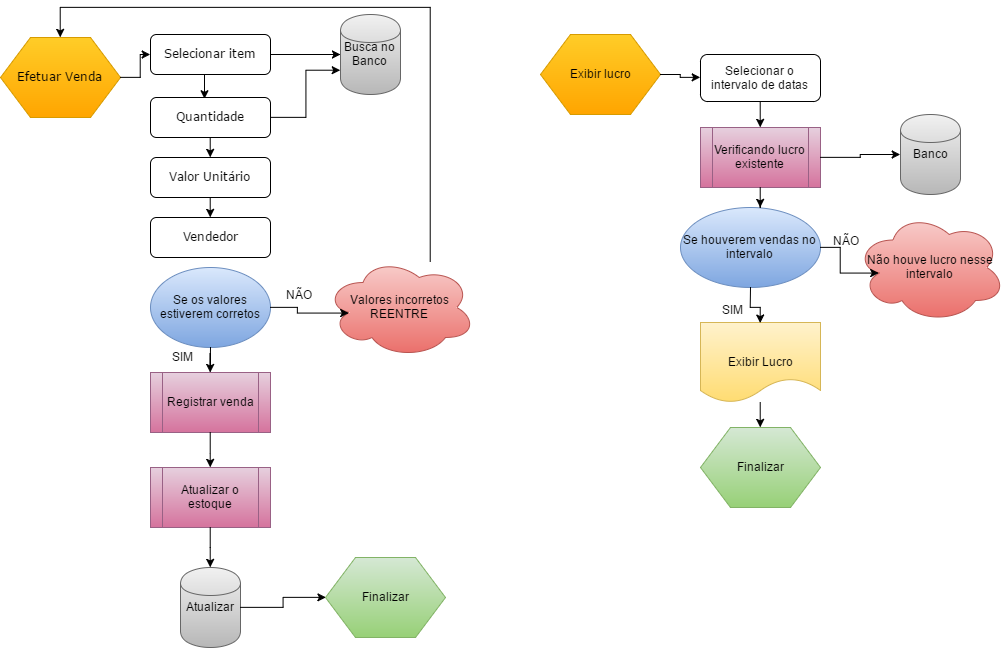 Efetuar Venda
Selecionar item
Busca no
Banco
Quantidade
Valor Unitário
Vendedor
Se os valores
estiverem corretos
NÃO
Valores incorretos
REENTRE
SIM
Registrar venda
Atualizar o
estoque
Atualizar
Finalizar
Exibir lucro
Selecionar o
intervalo de datas
Verificando lucro
existente
Banco
Se houverem vendas no
intervalo
NÃO
Não houve lucro nesse
intervalo
SIM
Exibir Lucro
Finalizar